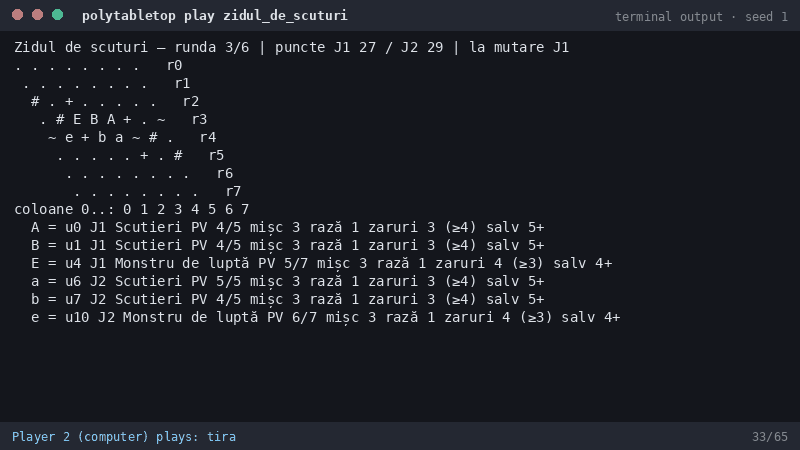 polytabletop play zidul_de_scuturi
terminal output · seed 1
Zidul de scuturi — runda 3/6 | puncte J1 27 / J2 29 | la mutare J1
. . . . . . . .   r0
 . . . . . . . .   r1
  # . + . . . . .   r2
   . # E B A + . ~   r3
    ~ e + b a ~ # .   r4
     . . . . . + . #   r5
      . . . . . . . .   r6
       . . . . . . . .   r7
coloane 0..: 0 1 2 3 4 5 6 7
  A = u0 J1 Scutieri PV 4/5 mișc 3 rază 1 zaruri 3 (≥4) salv 5+
  B = u1 J1 Scutieri PV 4/5 mișc 3 rază 1 zaruri 3 (≥4) salv 5+
  E = u4 J1 Monstru de luptă PV 5/7 mișc 3 rază 1 zaruri 4 (≥3) salv 4+
  a = u6 J2 Scutieri PV 5/5 mișc 3 rază 1 zaruri 3 (≥4) salv 5+
  b = u7 J2 Scutieri PV 4/5 mișc 3 rază 1 zaruri 3 (≥4) salv 5+
  e = u10 J2 Monstru de luptă PV 6/7 mișc 3 rază 1 zaruri 4 (≥3) salv 4+
Player 2 (computer) plays: tira
33/65